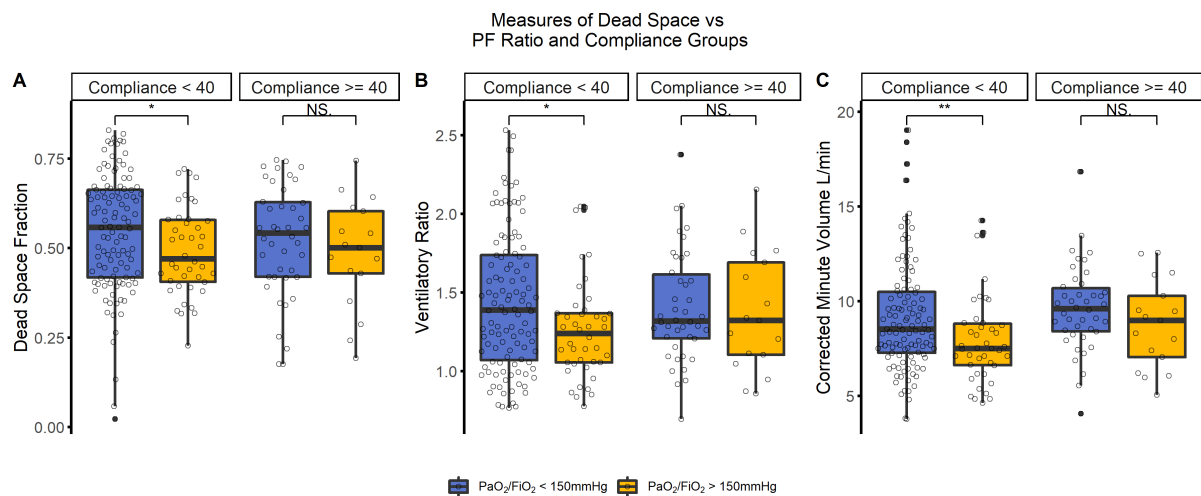 Measures of Dead Space vs
PF Ratio and Compliance Groups
A
Compliance < 40
Compliance >= 40
*
NS.
Dead Space Fraction
0.75
0.50
0.25
0.00
B
Compliance < 40
Compliance >= 40
*
NS.
Ventilatory Ratio
2.5
2.0
1.5
1.0
C
Compliance < 40
Compliance >= 40
**
NS.
Corrected Minute Volume L/min
20
15
10
5
PaO₂/FiO₂ < 150mmHg
PaO₂/FiO₂ > 150mmHg